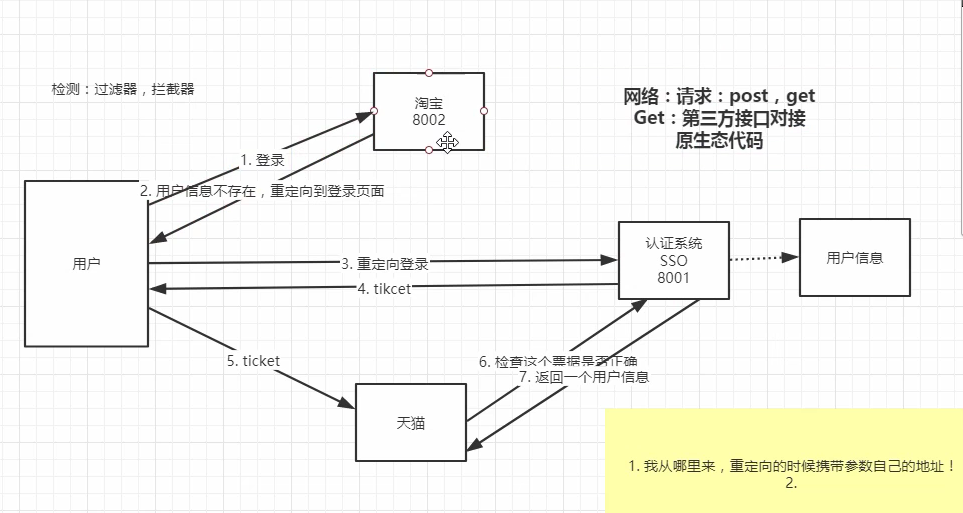 检测：过滤器，拦截器
淘宝
8002
网络：请求：post，get
Get：第三方接口对接
原生态代码
1. 登录
2. 用户信息不存在，重定向到登录页面
用户
3. 重定向登录
4. tikcet
认证系统
SSO
8001
用户信息
5. ticket
6. 检查这个票据是否正确
7. 返回一个用户信息
天猫
1. 我从哪里来，重定向的时候携带参数自己的地址！
2.